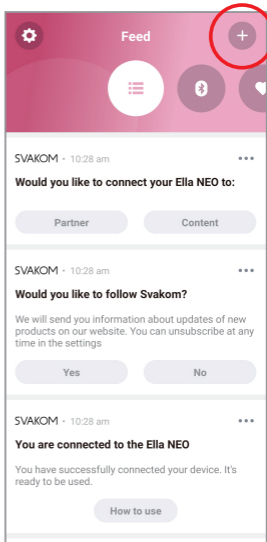 Feed
SVAKOM • 10:28 am
Would you like to connect your Ella NEO to:
Partner
Content
SVAKOM • 10:28 am
Would you like to follow Svakom?
We will send you information about updates of new
products on our website. You can unsubscribe at any
time in the settings
Yes
No
SVAKOM • 10:28 am
You are connected to the Ella NEO
You have successfully connected your device. It's
ready to be used.
How to use